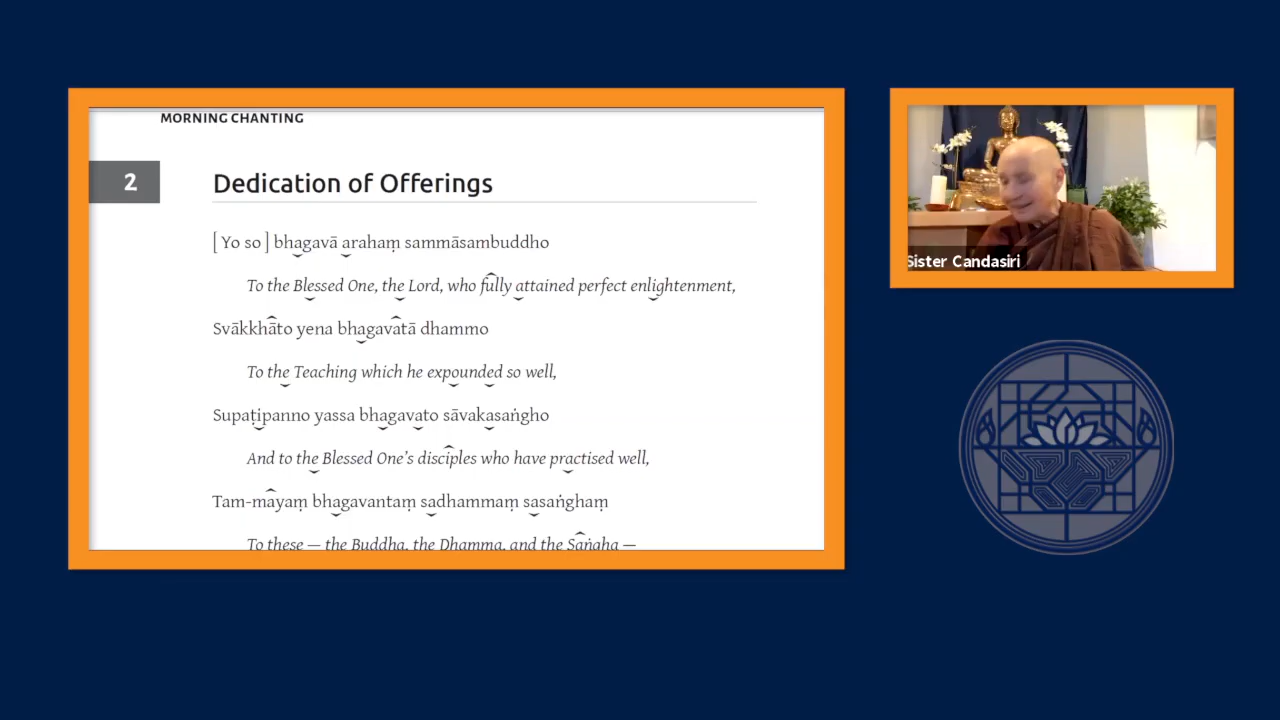 MORNING CHANTING
2
Dedication of Offerings
[ Yo so ] bhagavā arahaṃ sammāsambuddho
To the Blessed One, the Lord, who fully attained perfect enlightenment,
Svākkhāto yena bhagavatā dhammo
To the Teaching which he expounded so well,
Supaṭipanno yassa bhagavato sāvakasaṅgho
And to the Blessed One’s disciples who have practised well,
Tam-mayaṃ bhagavantaṃ sadhammaṃ sasaṅghaṃ
To these — the Buddha, the Dhamma, and the Saṅgha —
Sister Candasiri